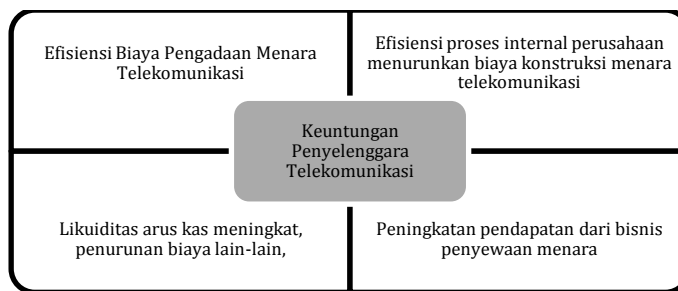 Efisiensi Biaya Pengadaan Menara
Telekomunikasi
Efisiensi proses internal perusahaan
menurunkan biaya konstruksi menara
telekomunikasi
Keuntungan
Penyelenggara
Telekomunikasi
Likuiditas arus kas meningkat,
penurunan biaya lain-lain,
Peningkatan pendapatan dari bisnis
penyewaan menara